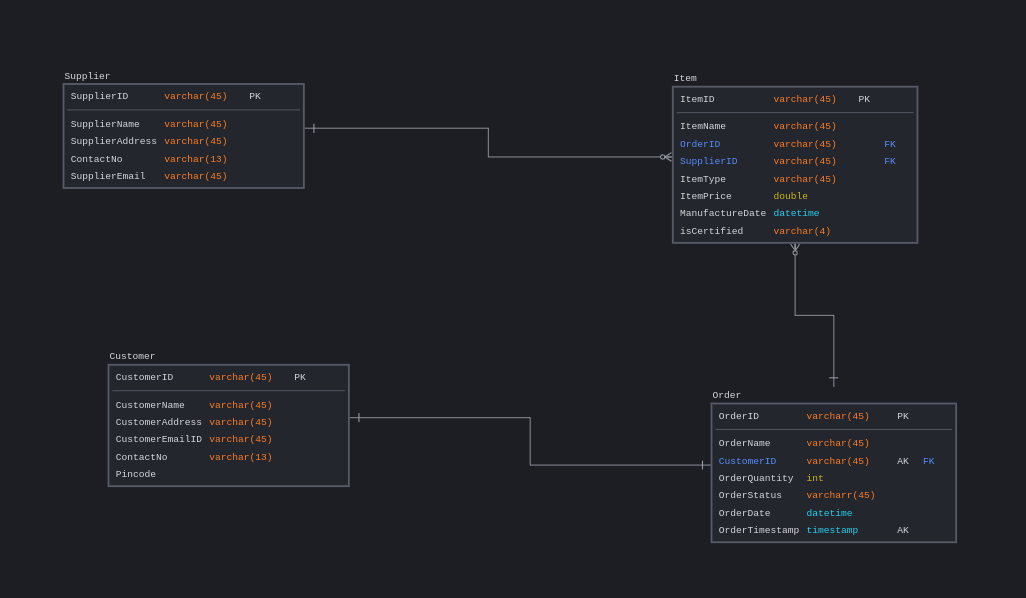 Supplier
SupplierID varchar(45) PK
SupplierName varchar(45)
SupplierAddress varchar(45)
ContactNo varchar(13)
SupplierEmail varchar(45)
Item
ItemID varchar(45) PK
ItemName varchar(45)
OrderID varchar(45) FK
SupplierID varchar(45) FK
ItemType varchar(45)
ItemPrice double
ManufactureDate datetime
isCertified varchar(4)
Customer
CustomerID varchar(45) PK
CustomerName varchar(45)
CustomerAddress varchar(45)
CustomerEmailID varchar(45)
ContactNo varchar(13)
Pincode
Order
OrderID varchar(45) PK
OrderName varchar(45)
CustomerID varchar(45) AK FK
OrderQuantity int
OrderStatus varcharr(45)
OrderDate datetime
OrderTimestamp timestamp AK